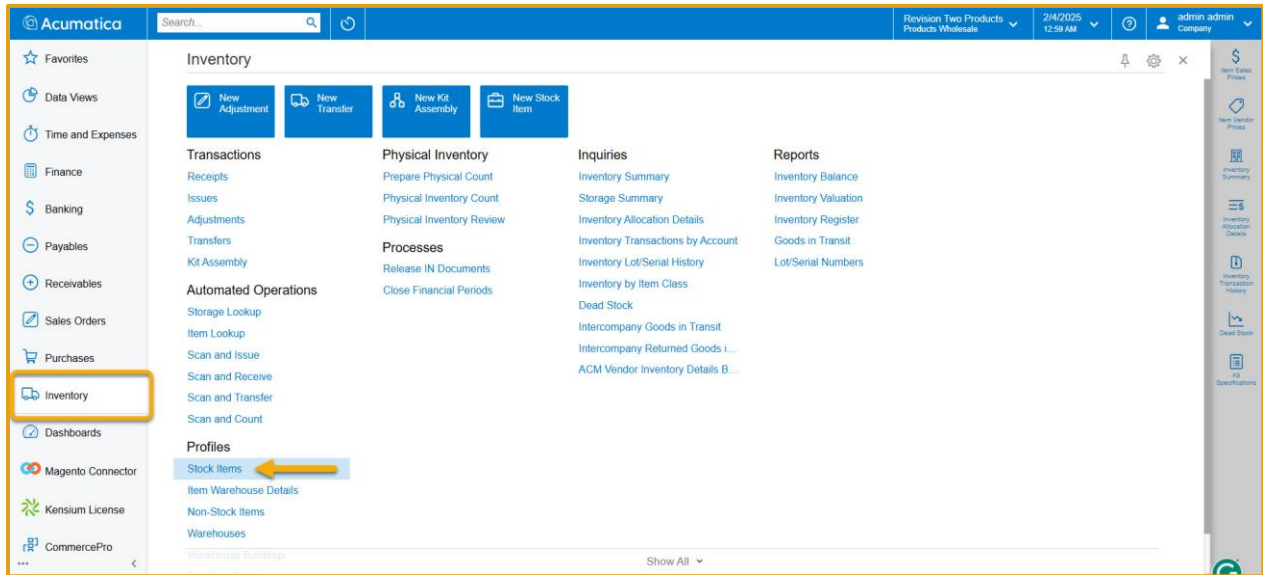 Acumatica
Search...
Revision Two Products
Products Wholesale
2/4/2025
12:59 AM
admin admin
Company
Favorites
Data Views
Time and Expenses
Finance
Banking
Payables
Receivables
Sales Orders
Purchases
Inventory
Dashboards
Magento Connector
Kensium License
CommercePro
Inventory
New
Adjustment
New
Transfer
New Kit
Assembly
New Stock
Item
Transactions
Receipts
Issues
Adjustments
Transfers
Kit Assembly
Automated Operations
Storage Lookup
Item Lookup
Scan and Issue
Scan and Receive
Scan and Transfer
Scan and Count
Profiles
Stock Items
Item Warehouse Details
Non-Stock Items
Warehouses
Warehouse Buildings
Physical Inventory
Prepare Physical Count
Physical Inventory Count
Physical Inventory Review
Processes
Release IN Documents
Close Financial Periods
Inquiries
Inventory Summary
Storage Summary
Inventory Allocation Details
Inventory Transactions by Account
Inventory Lot/Serial History
Inventory by Item Class
Dead Stock
Intercompany Goods in Transit
Intercompany Returned Goods i...
ACM Vendor Inventory Details B...
Reports
Inventory Balance
Inventory Valuation
Inventory Register
Goods in Transit
Lot/Serial Numbers
Show All
Item Sales
Prices
Item Vendor
Prices
Inventory
Summary
Inventory
Allocation
Details
Inventory
Transaction
History
Dead Stock
Kit
Specifications